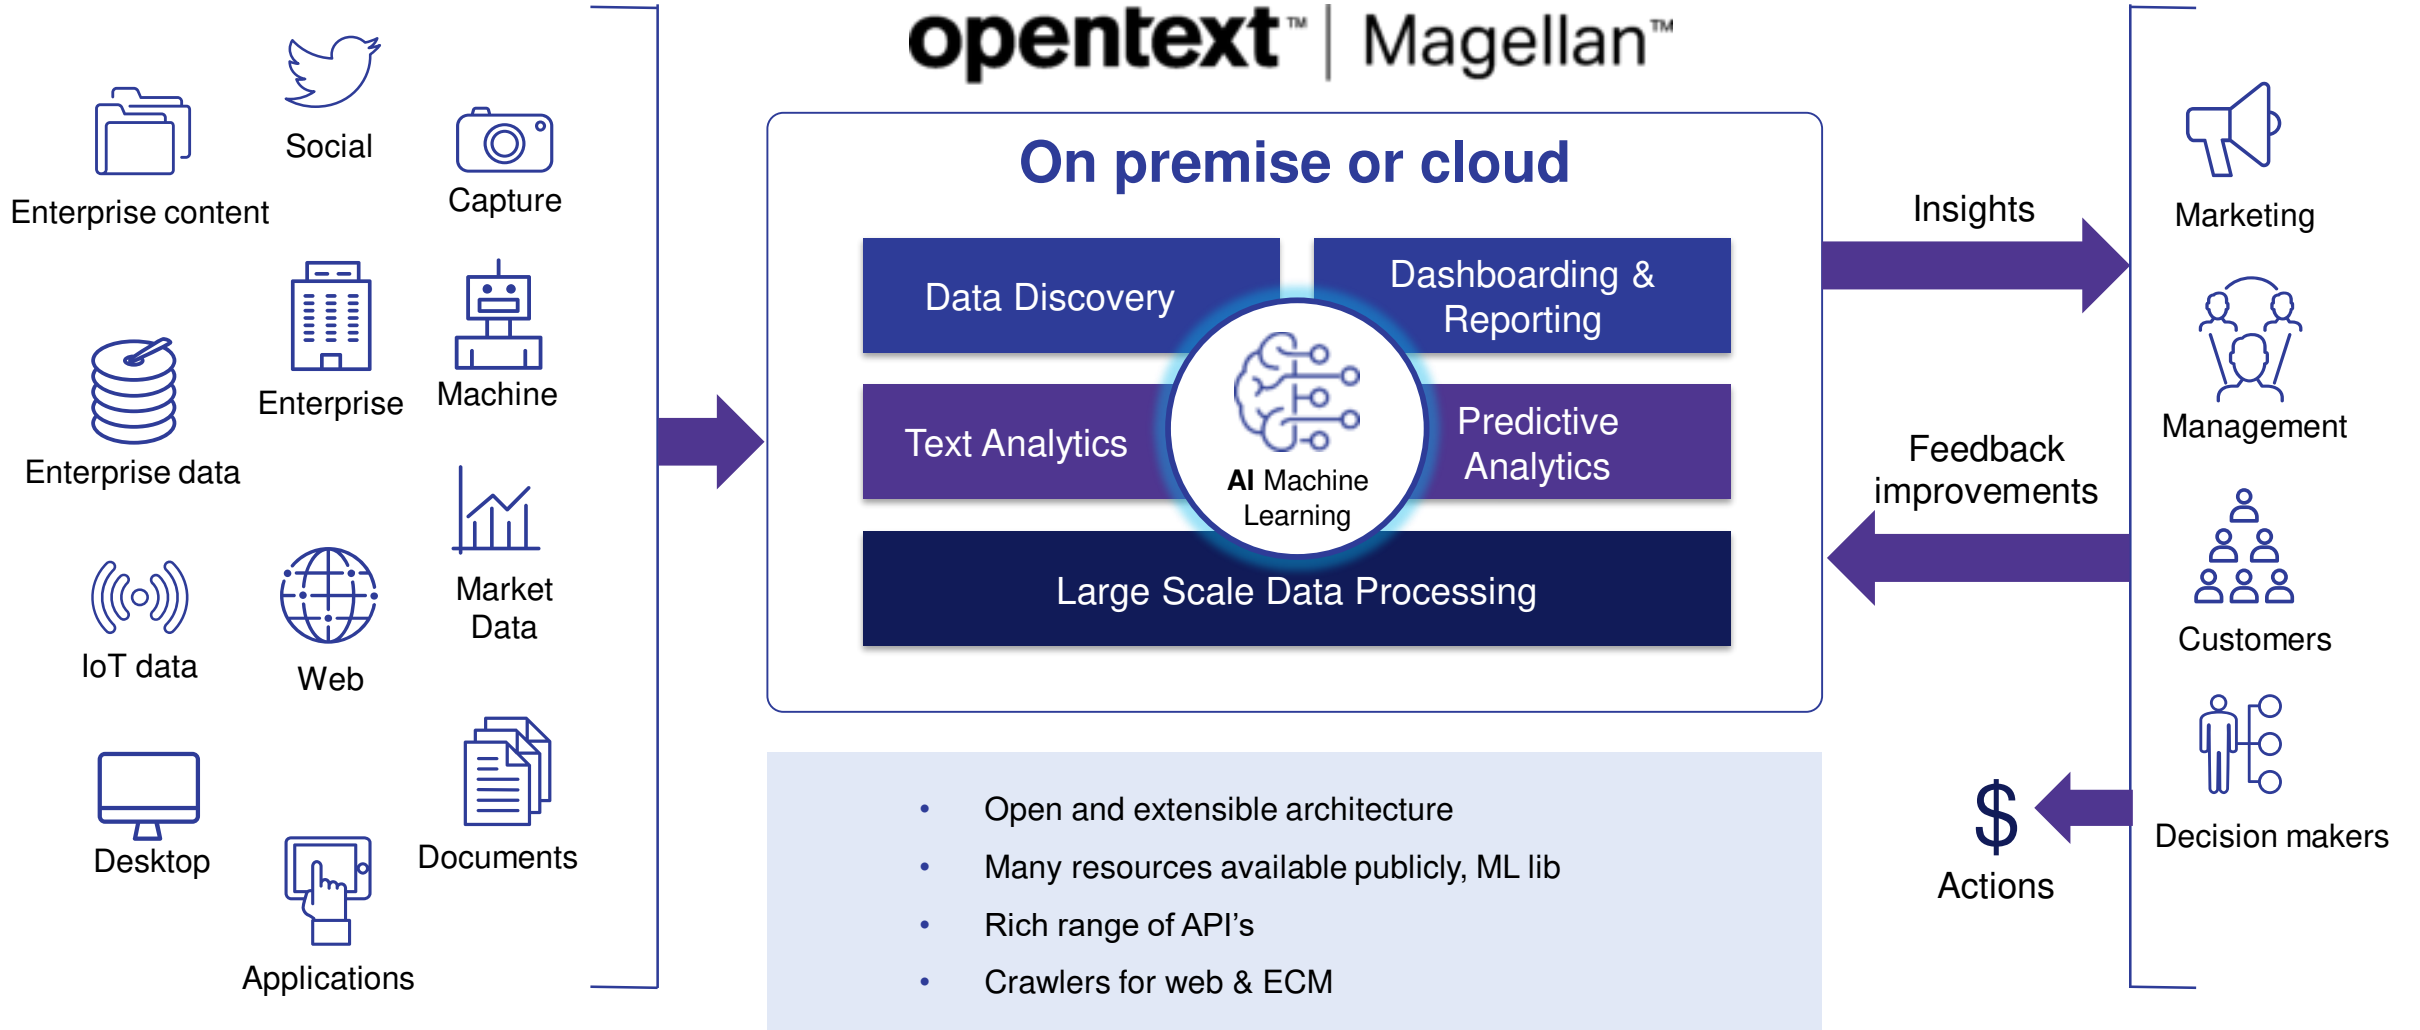 opentext™ | Magellan™
Social
Enterprise content
Capture
Enterprise
Machine
Enterprise data
Market
Data
IoT data
Web
Desktop
Documents
Applications
On premise or cloud
Data Discovery
Dashboarding &
Reporting
Text Analytics
Predictive
Analytics
AI Machine
Learning
Large Scale Data Processing
• Open and extensible architecture
• Many resources available publicly, ML lib
• Rich range of API’s
• Crawlers for web & ECM
Insights
Feedback
improvements
$
Actions
Marketing
Management
Customers
Decision makers